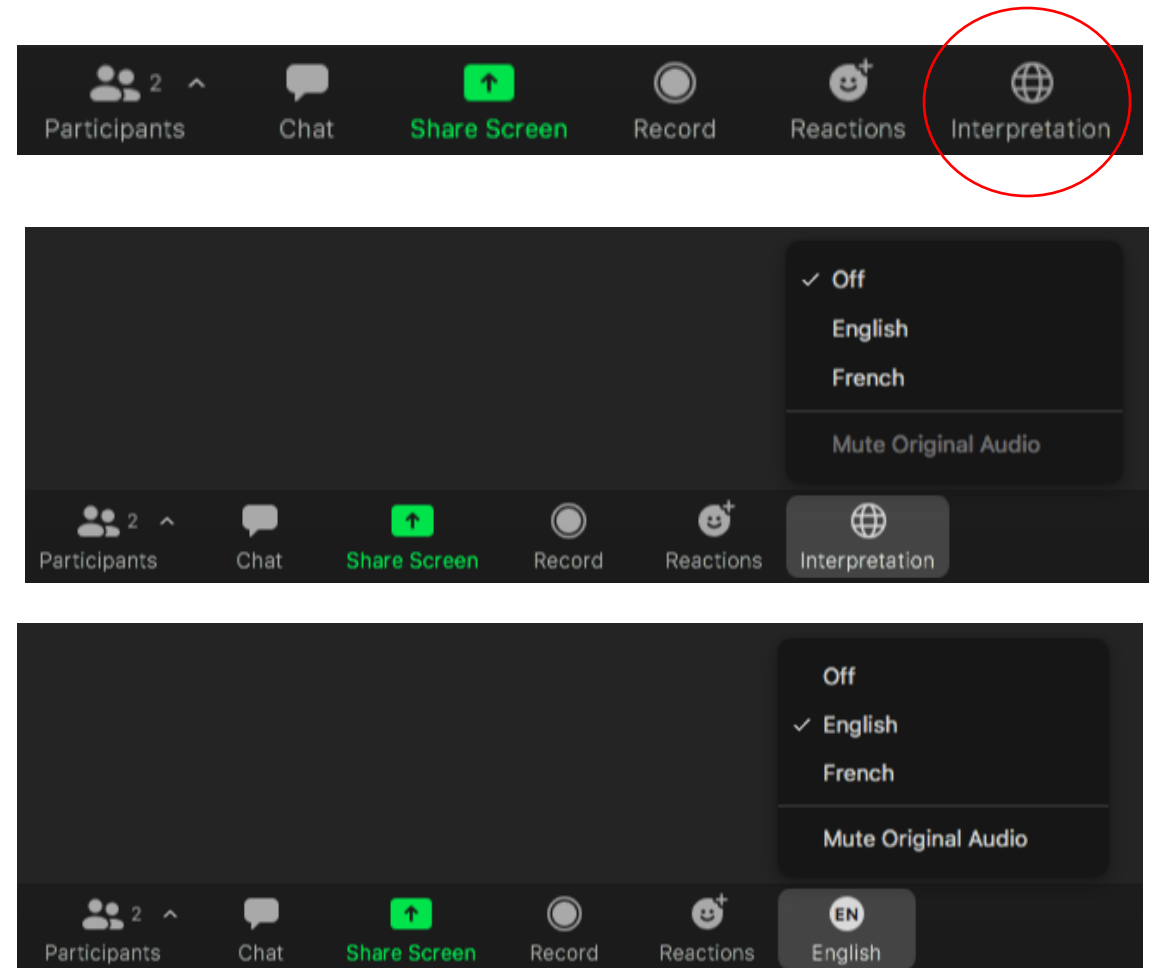 2
Participants Chat Share Screen Record Reactions Interpretation
Off
English
French
Mute Original Audio
2
Participants Chat Share Screen Record Reactions Interpretation
Off
English
French
Mute Original Audio
2 EN
Participants Chat Share Screen Record Reactions English